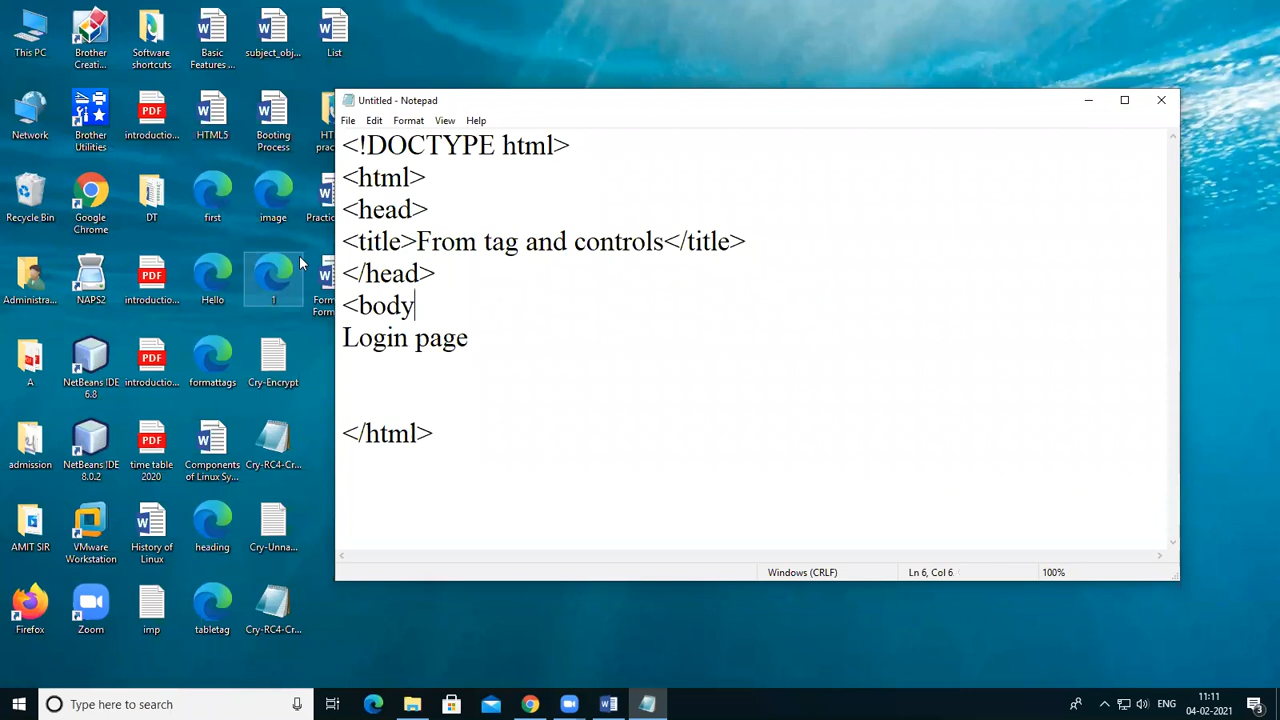 This PC
Brother Creati...
Software shortcuts
Basic Features ...
subject_obj...
List
Network
Brother Utilities
introductio...
HTML5
Booting Process
Recycle Bin
Google Chrome
DT
first
image
Administra...
NAPS2
introductio...
Hello
1
A
NetBeans IDE 6.8
introductio...
formattags
Cry-Encrypt
admission
NetBeans IDE 8.0.2
time table 2020
Components of Linux Sy...
Cry-RC4-Cr...
AMIT SIR
VMware Workstation
History of Linux
heading
Cry-Unna...
Firefox
Zoom
imp
tabletag
Cry-RC4-Cr...
Untitled - Notepad
File Edit Format View Help
<!DOCTYPE html>
<html>
<head>
<title>From tag and controls</title>
</head>
<body
Login page
</html>
Windows (CRLF) Ln 6, Col 6 100%
Type here to search
ENG
11:11
04-02-2021
3